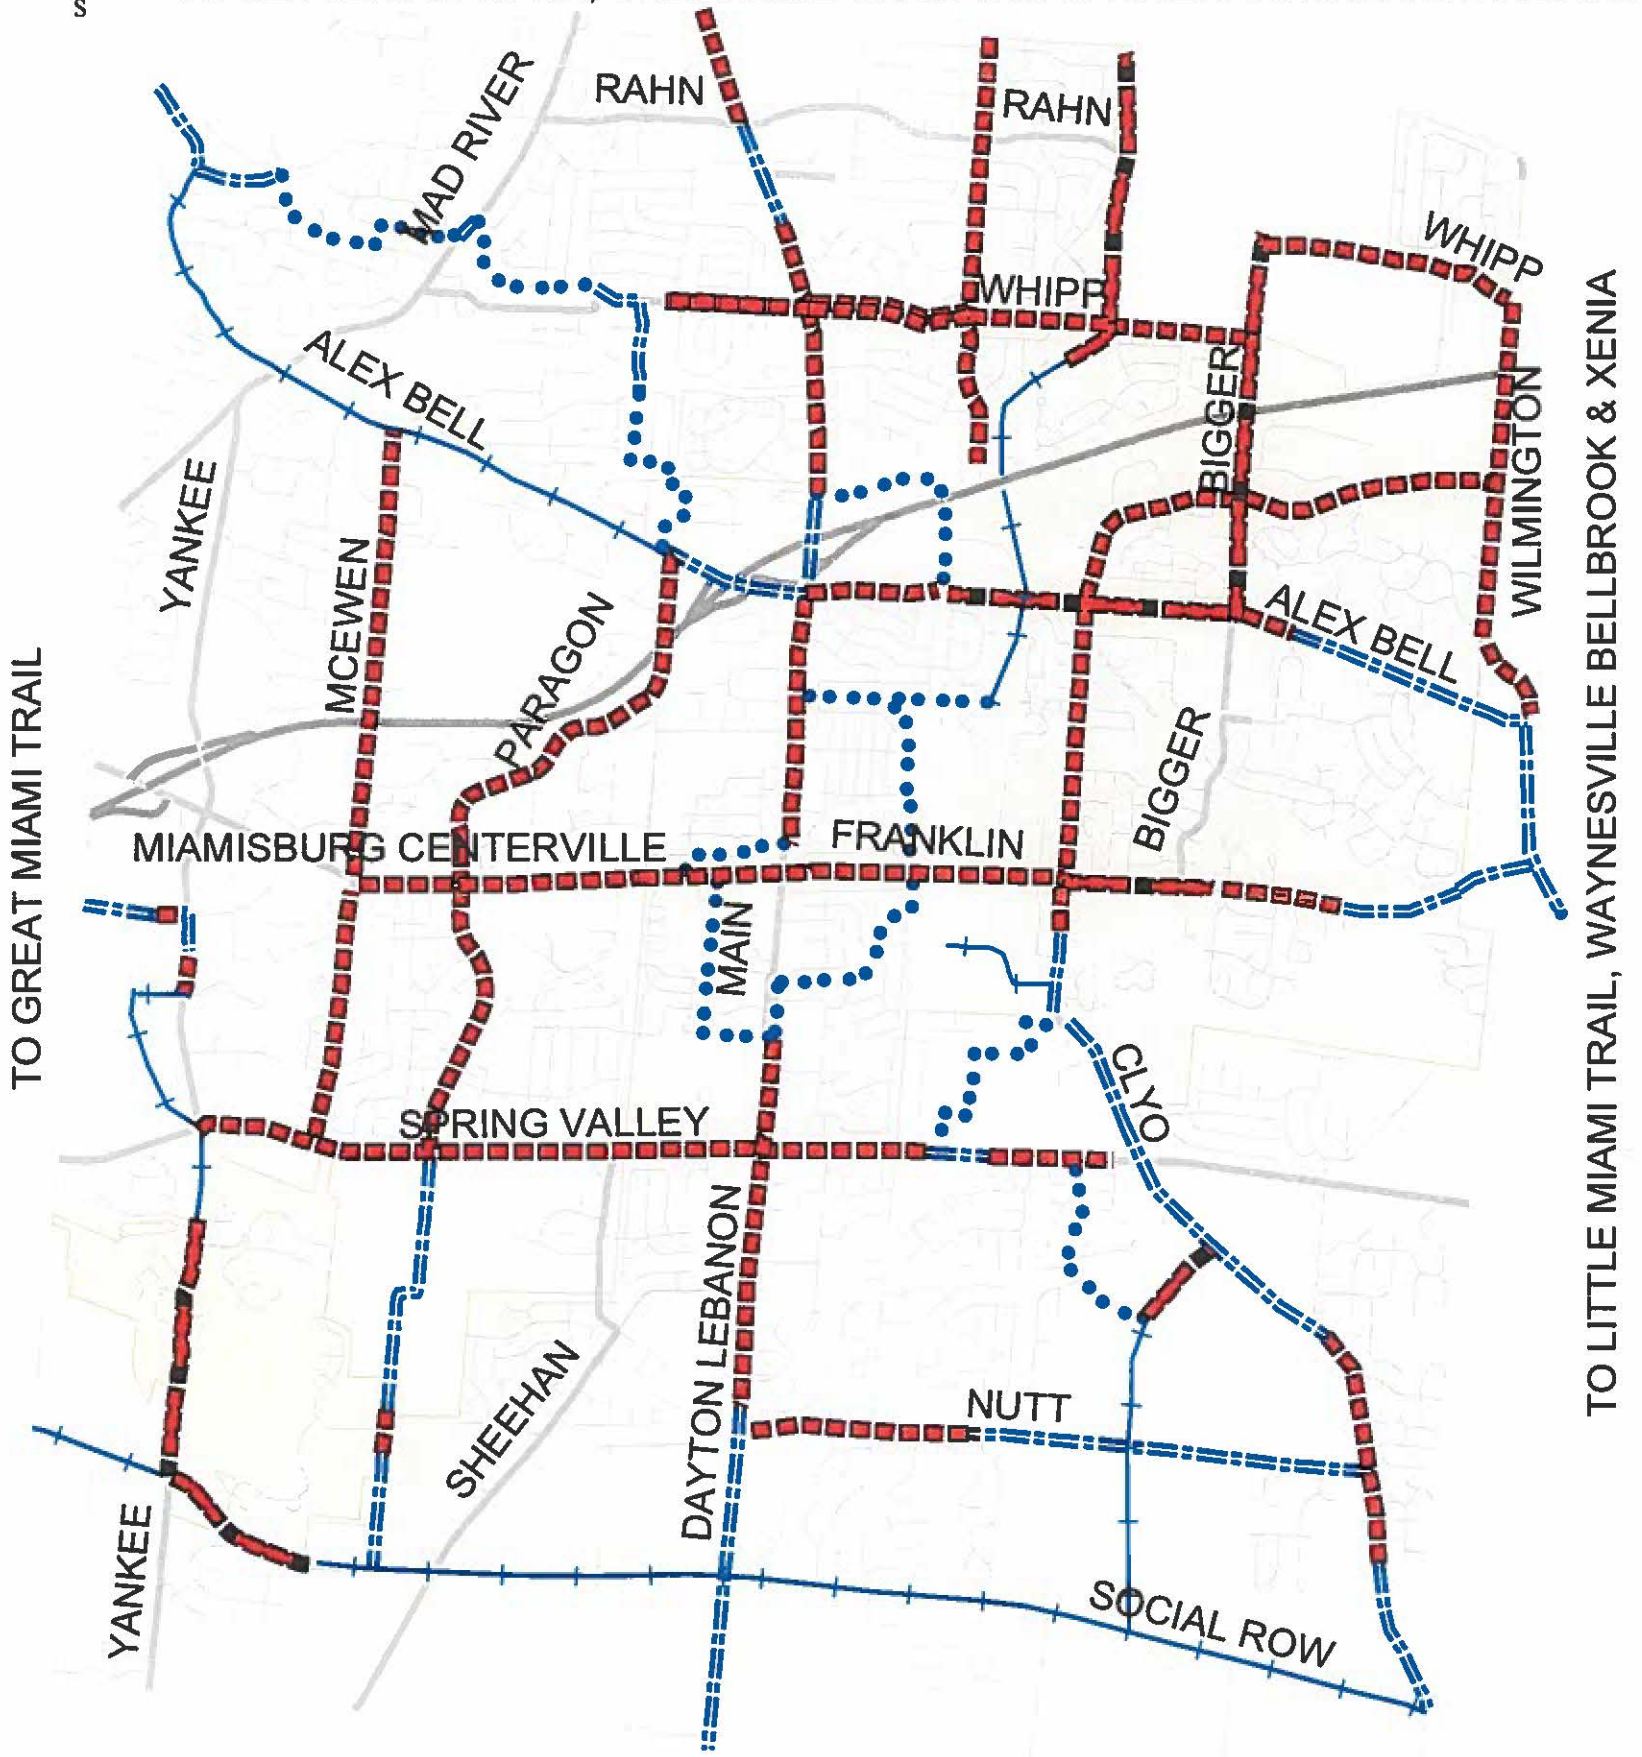 S
RAHN
MAD RIVER
RAHN
WHIPP
WHIPP
ALEX BELL
BIGGER
WILMINGTON
YANKEE
MCEWEN
PARAGON
ALEX BELL
BIGGER
TO GREAT MIAMI TRAIL
TO LITTLE MIAMI TRAIL, WAYNESVILLE BELLBROOK & XENIA
MIAMISBURG CENTERVILLE
FRANKLIN
MAIN
CLYO
SPRING VALLEY
DAYTON LEBANON
SHEEHAN
NUTT
YANKEE
SOCIAL ROW